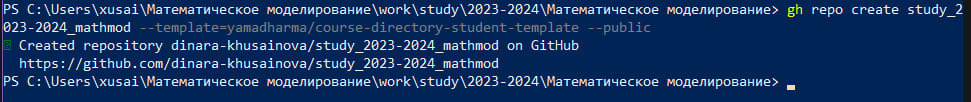 PS C:\Users\xusai\Математическое моделирование\work\study\2023-2024\Математическое моделирование> gh repo create study_2
023-2024_mathmod --template=yamadharma/course-directory-student-template --public
Created repository dinara-khusainova/study_2023-2024_mathmod on GitHub
https://github.com/dinara-khusainova/study_2023-2024_mathmod
PS C:\Users\xusai\Математическое моделирование\work\study\2023-2024\Математическое моделирование>